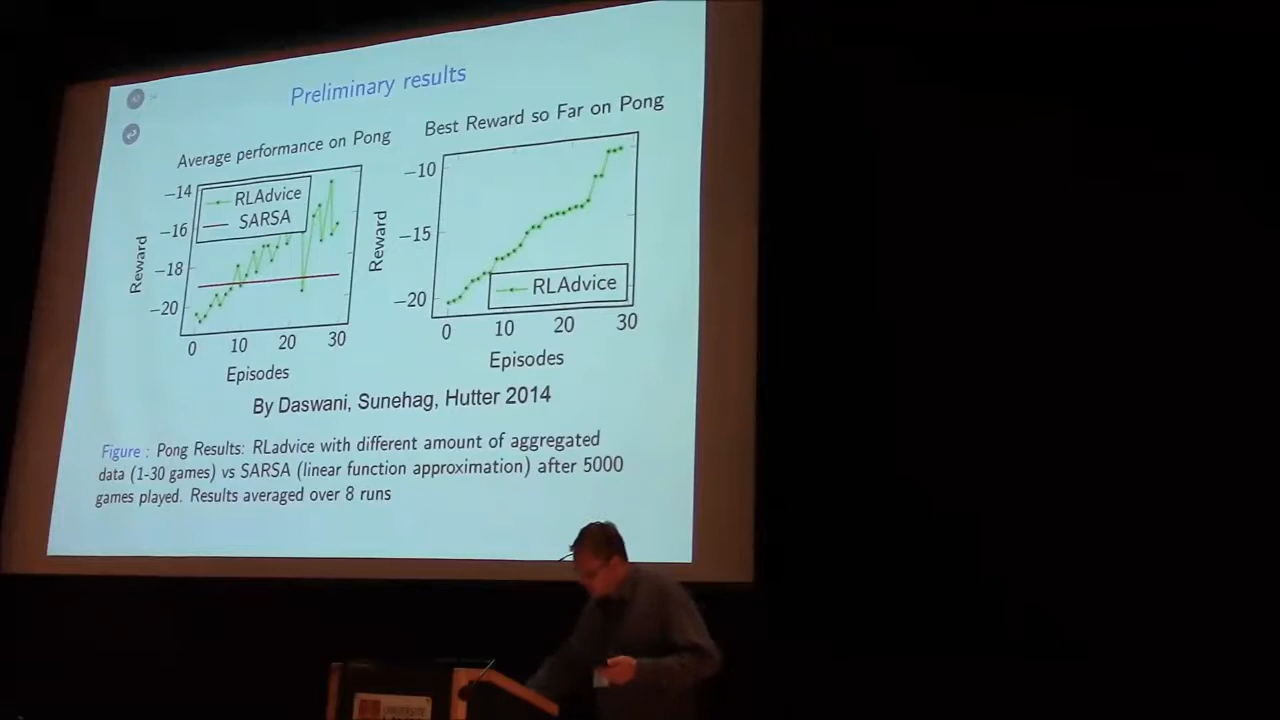 Preliminary results
Average performance on Pong
−14
−16
−18
−20
Reward
RLAdvice
SARSA
0 10 20 30
Episodes
Best Reward so Far on Pong
−10
−15
−20
Reward
RLAdvice
0 10 20 30
Episodes
By Daswani, Sunehag, Hutter 2014
Figure : Pong Results: RLadvice with different amount of aggregated
data (1-30 games) vs SARSA (linear function approximation) after 5000
games played. Results averaged over 8 runs
UNIVERSITÉ